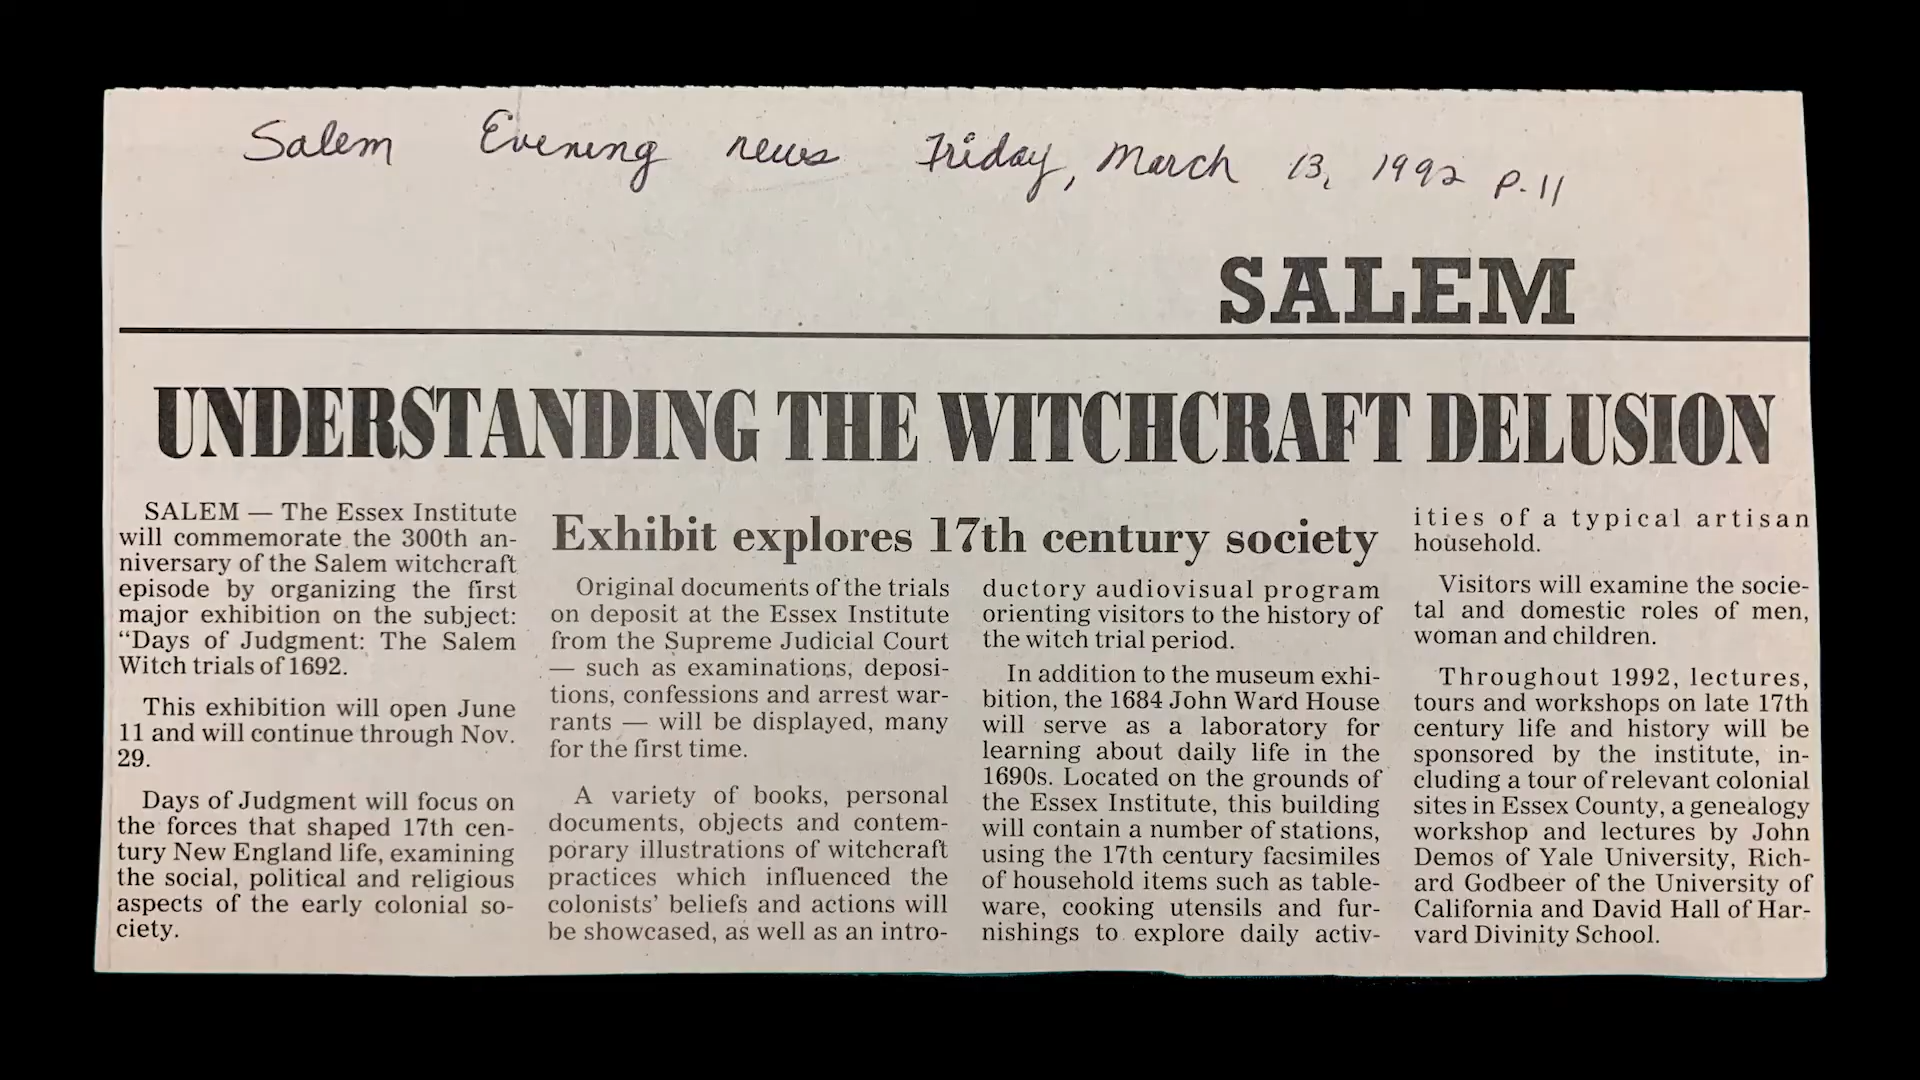 Salem Evening news Friday, March 13, 1992 p. 11
SALEM
UNDERSTANDING THE WITCHCRAFT DELUSION
SALEM — The Essex Institute
will commemorate the 300th an-
niversary of the Salem witchcraft
episode by organizing the first
major exhibition on the subject:
“Days of Judgment: The Salem
Witch trials of 1692.
This exhibition will open June
11 and will continue through Nov.
29.
Days of Judgment will focus on
the forces that shaped 17th cen-
tury New England life, examining
the social, political and religious
aspects of the early colonial so-
ciety.
Exhibit explores 17th century society
Original documents of the trials
on deposit at the Essex Institute
from the Supreme Judicial Court
— such as examinations, deposi-
tions, confessions and arrest war-
rants — will be displayed, many
for the first time.
A variety of books, personal
documents, objects and contem-
porary illustrations of witchcraft
practices which influenced the
colonists’ beliefs and actions will
be showcased, as well as an intro-
ductory audiovisual program
orienting visitors to the history of
the witch trial period.
In addition to the museum exhi-
bition, the 1684 John Ward House
will serve as a laboratory for
learning about daily life in the
1690s. Located on the grounds of
the Essex Institute, this building
will contain a number of stations,
using the 17th century facsimiles
of household items such as table-
ware, cooking utensils and fur-
nishings to explore daily activ-
ities of a typical artisan
household.
Visitors will examine the socie-
tal and domestic roles of men,
woman and children.
Throughout 1992, lectures,
tours and workshops on late 17th
century life and history will be
sponsored by the institute, in-
cluding a tour of relevant colonial
sites in Essex County, a genealogy
workshop and lectures by John
Demos of Yale University, Rich-
ard Godbeer of the University of
California and David Hall of Har-
vard Divinity School.